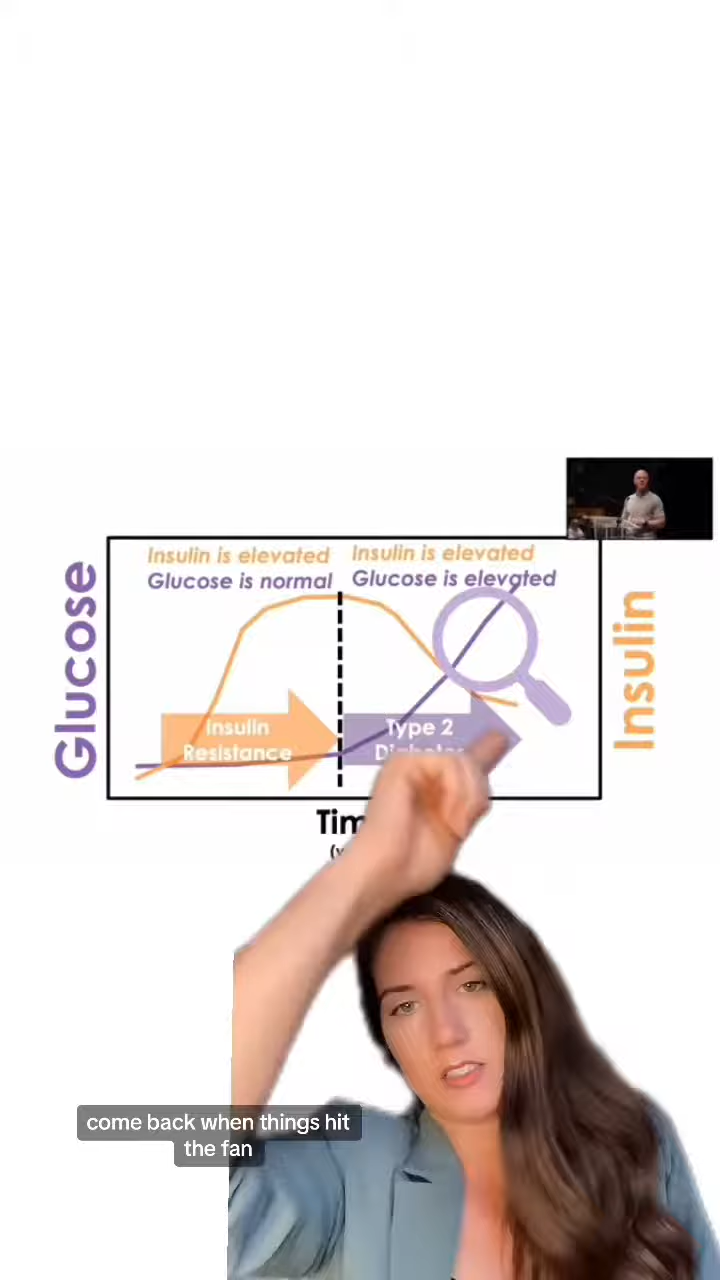 Insulin is elevated
Glucose is normal
Insulin is elevated
Glucose is elevated
Glucose
Insulin
Insulin
Resistance
Type 2
Diabetes
come back when things hit
the fan